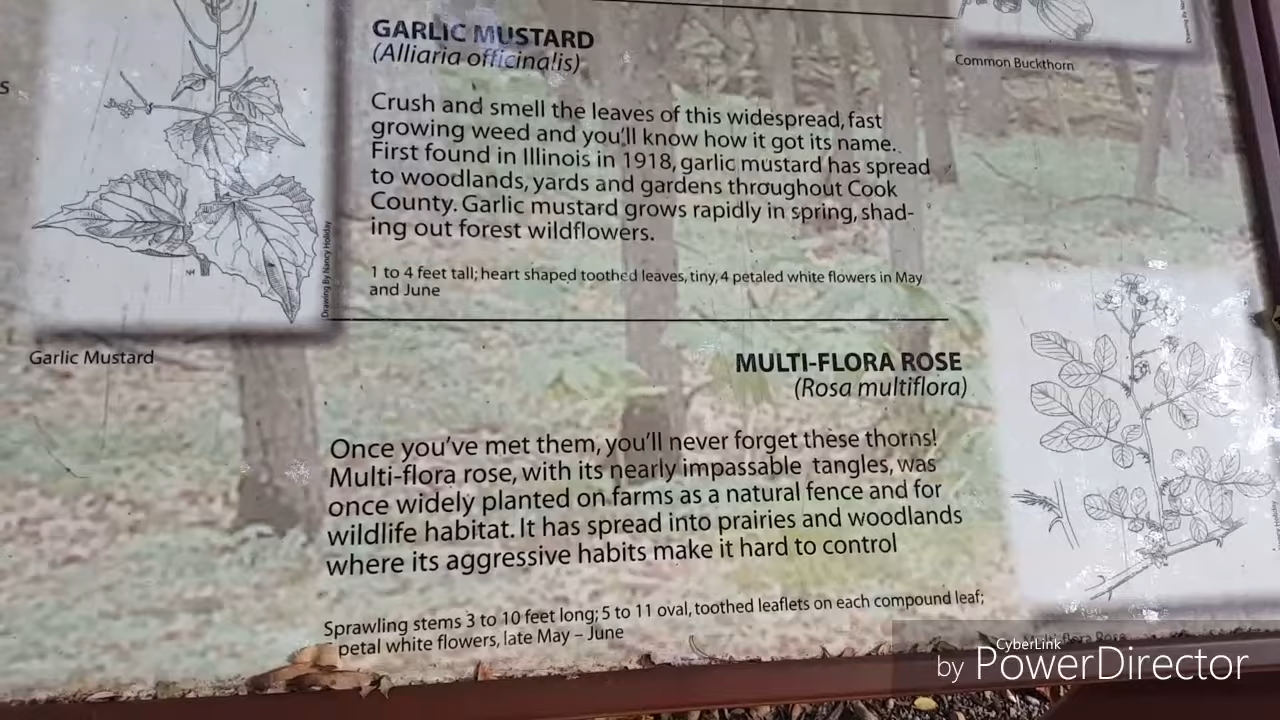 GARLIC MUSTARD
(Alliaria officinalis)
Common Buckthorn
s
Crush and smell the leaves of this widespread, fast
growing weed and you'll know how it got its name.
First found in Illinois in 1918, garlic mustard has spread
to woodlands, yards and gardens throughout Cook
County. Garlic mustard grows rapidly in spring, shad-
ing out forest wildflowers.
1 to 4 feet tall; heart shaped toothed leaves, tiny, 4 petaled white flowers in May
and June
Drawing By Nancy Holiday
NH
Garlic Mustard
MULTI-FLORA ROSE
(Rosa multiflora)
Once you've met them, you'll never forget these thorns!
Multi-flora rose, with its nearly impassable tangles, was
once widely planted on farms as a natural fence and for
wildlife habitat. It has spread into prairies and woodlands
where its aggressive habits make it hard to control
Sprawling stems 3 to 10 feet long; 5 to 11 oval, toothed leaflets on each compound leaf;
petal white flowers, late May – June
flora Rose
CyberLink
by PowerDirector